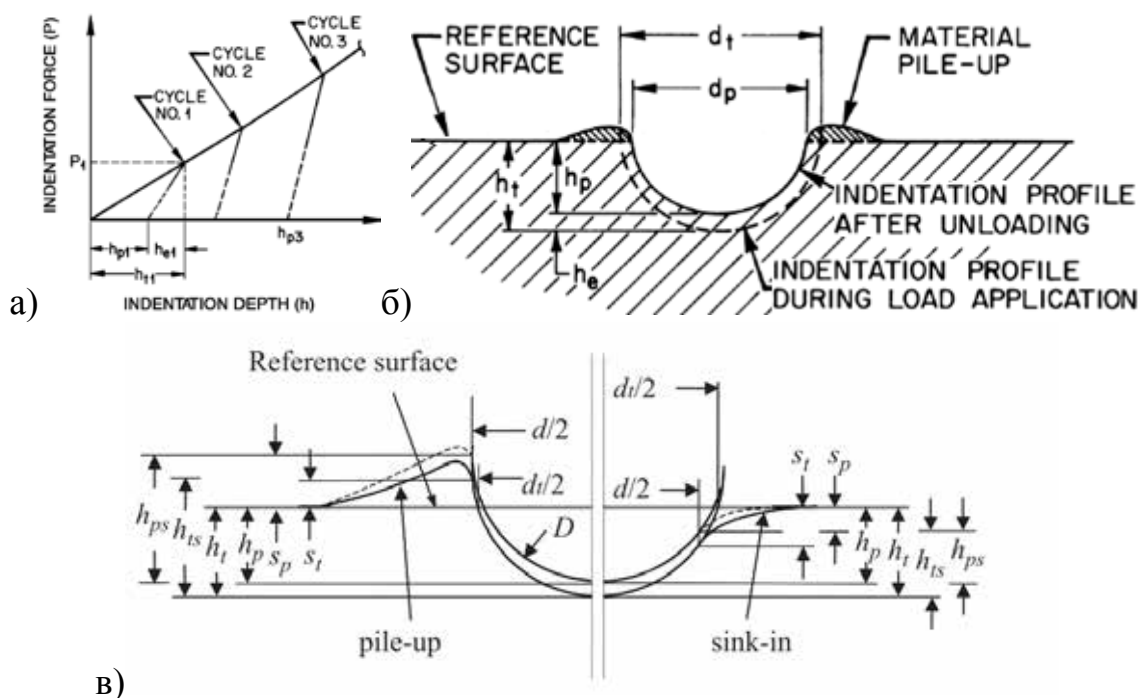 INDENTATION FORCE (P)
CYCLE
NO. 1
CYCLE
NO. 2
CYCLE
NO. 3
P₁
hp1
he1
ht1
hp3
INDENTATION DEPTH (h)
а)
REFERENCE
SURFACE
dt
dp
MATERIAL
PILE-UP
ht
hp
he
INDENTATION PROFILE
AFTER UNLOADING
INDENTATION PROFILE
DURING LOAD APPLICATION
б)
Reference surface
d/2
dt/2
hps
hts
ht
hp
sp
st
D
pile-up
dt/2
d/2
st
sp
hp
ht
hts
hps
sink-in
в)